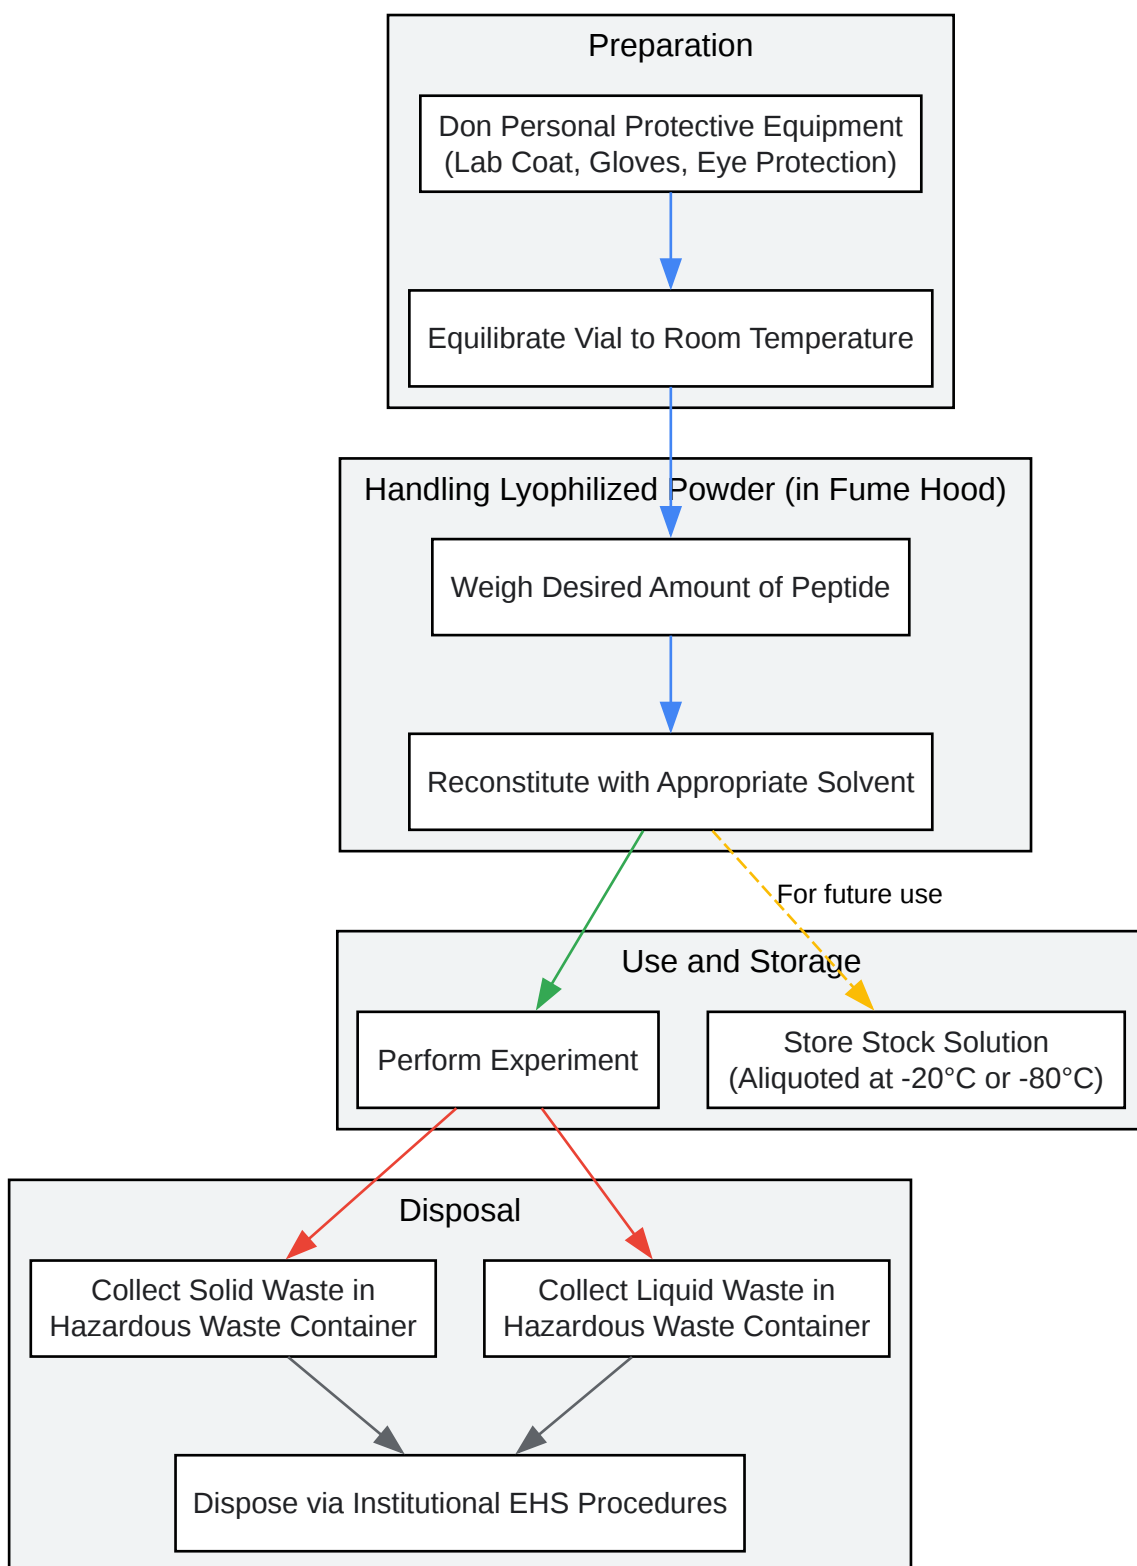 Preparation
Don Personal Protective Equipment
(Lab Coat, Gloves, Eye Protection)
Equilibrate Vial to Room Temperature
Handling Lyophilized Powder (in Fume Hood)
Weigh Desired Amount of Peptide
Reconstitute with Appropriate Solvent
For future use
Use and Storage
Perform Experiment
Store Stock Solution
(Aliquoted at -20°C or -80°C)
Disposal
Collect Solid Waste in
Hazardous Waste Container
Collect Liquid Waste in
Hazardous Waste Container
Dispose via Institutional EHS Procedures